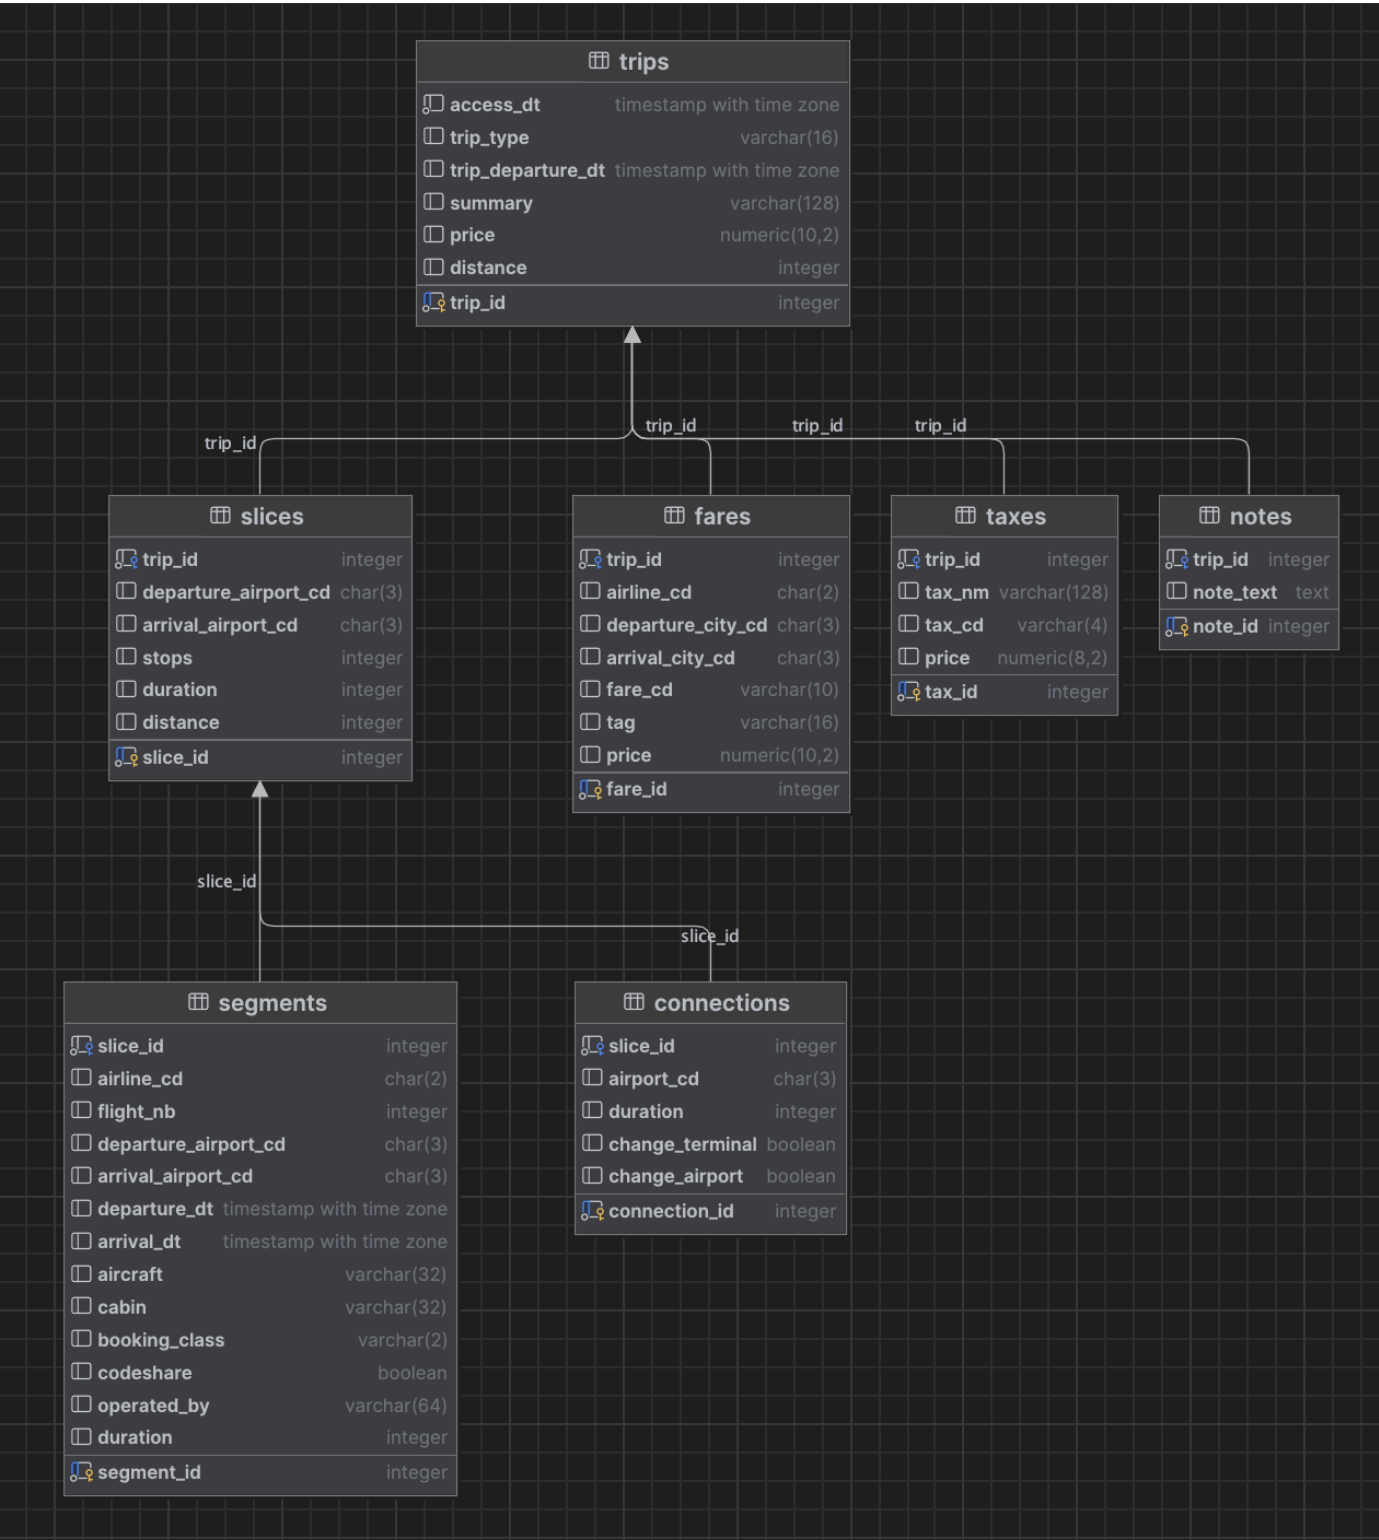 trips
access_dt timestamp with time zone
trip_type varchar(16)
trip_departure_dt timestamp with time zone
summary varchar(128)
price numeric(10,2)
distance integer
trip_id integer
trip_id
trip_id
trip_id
trip_id
slices
trip_id integer
departure_airport_cd char(3)
arrival_airport_cd char(3)
stops integer
duration integer
distance integer
slice_id integer
fares
trip_id integer
airline_cd char(2)
departure_city_cd char(3)
arrival_city_cd char(3)
fare_cd varchar(10)
tag varchar(16)
price numeric(10,2)
fare_id integer
taxes
trip_id integer
tax_nm varchar(128)
tax_cd varchar(4)
price numeric(8,2)
tax_id integer
notes
trip_id integer
note_text text
note_id integer
slice_id
slice_id
segments
slice_id integer
airline_cd char(2)
flight_nb integer
departure_airport_cd char(3)
arrival_airport_cd char(3)
departure_dt timestamp with time zone
arrival_dt timestamp with time zone
aircraft varchar(32)
cabin varchar(32)
booking_class varchar(2)
codeshare boolean
operated_by varchar(64)
duration integer
segment_id integer
connections
slice_id integer
airport_cd char(3)
duration integer
change_terminal boolean
change_airport boolean
connection_id integer